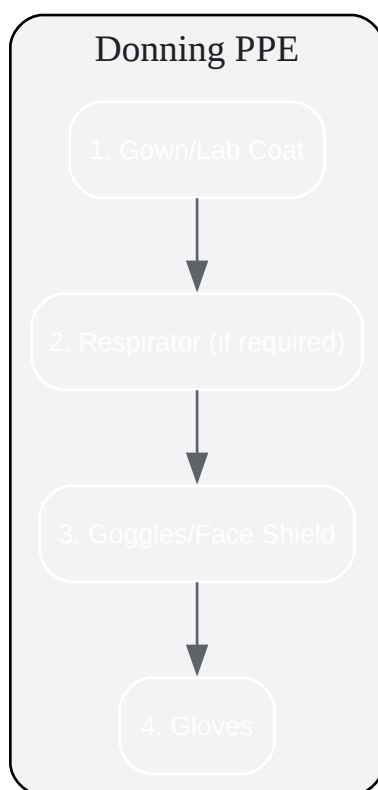 Donning PPE
1. Gown/Lab Coat
2. Respirator (if required)
3. Goggles/Face Shield
4. Gloves